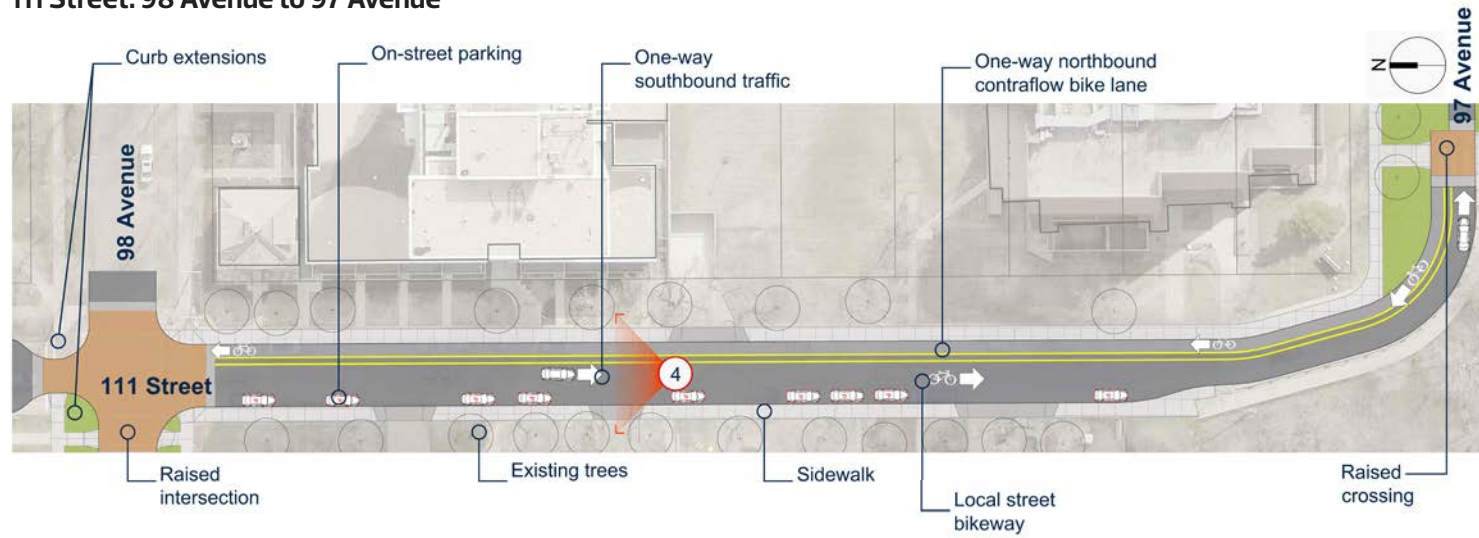 111 Street: 98 Avenue to 97 Avenue
Curb extensions
On-street parking
One-way
southbound traffic
One-way northbound
contraflow bike lane
N
97 Avenue
98 Avenue
111 Street
4
Raised
intersection
Existing trees
Sidewalk
Local street
bikeway
Raised
crossing